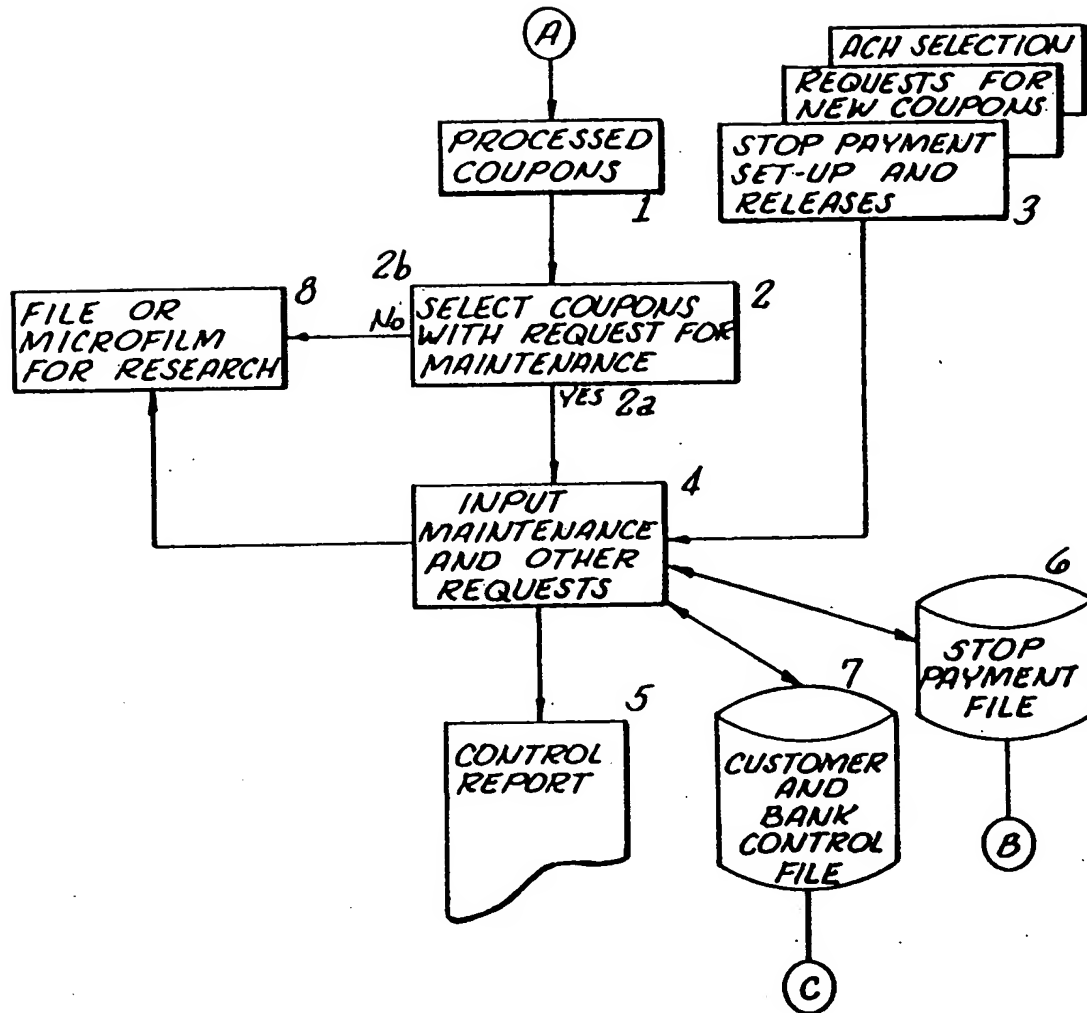 A
ACH SELECTION
REQUESTS FOR
NEW COUPONS
STOP PAYMENT
SET-UP AND
RELEASES
3
PROCESSED
COUPONS
1
2b
SELECT COUPONS
WITH REQUEST FOR
MAINTENANCE
2
No
YES 2a
8
FILE OR
MICROFILM
FOR RESEARCH
4
INPUT
MAINTENANCE
AND OTHER
REQUESTS
6
STOP
PAYMENT
FILE
B
5
CONTROL
REPORT
7
CUSTOMER
AND
BANK
CONTROL
FILE
C